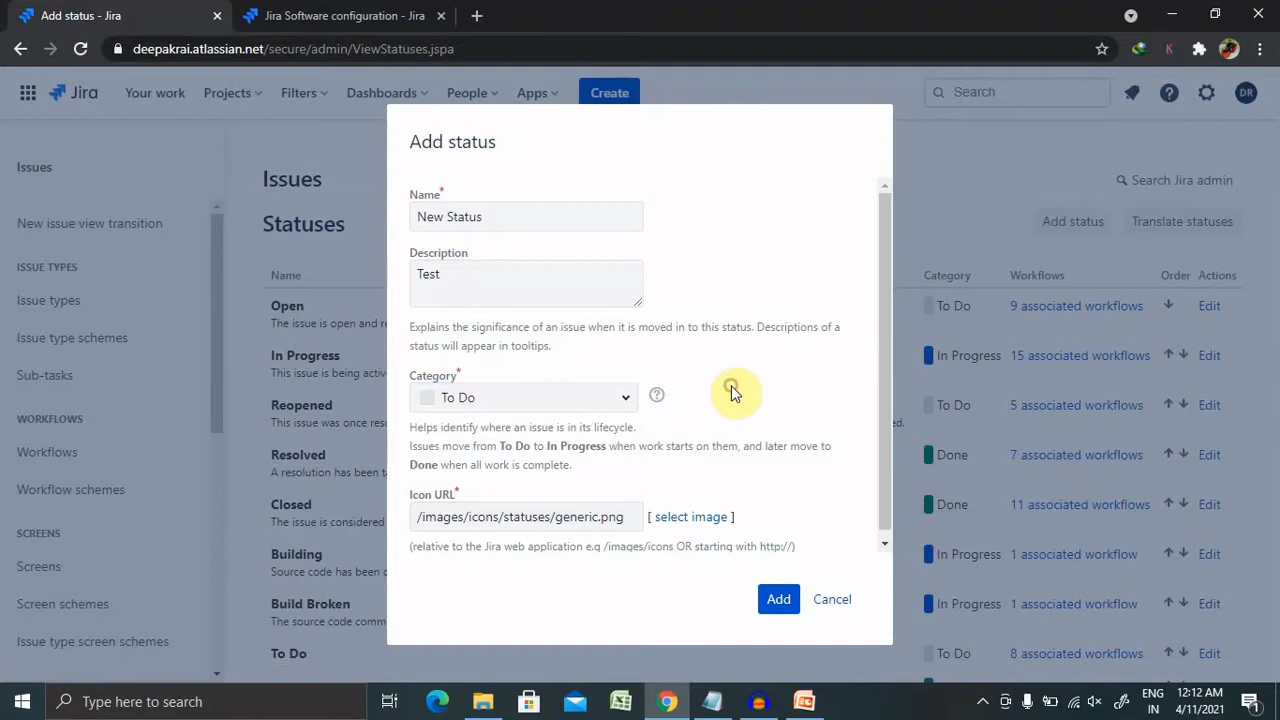 Add status - Jira
Jira Software configuration - Jira
deepakrai.atlassian.net/secure/admin/ViewStatuses.jspa
K
Jira
Your work
Projects
Filters
Dashboards
People
Apps
Create
Search
DR
Issues
New issue view transition
ISSUE TYPES
Issue types
Issue type schemes
Sub-tasks
WORKFLOWS
Workflows
Workflow schemes
SCREENS
Screens
Screen schemes
Issue type screen schemes
Issues
Search Jira admin
Statuses
Add status
Translate statuses
Name
Category
Workflows
Order
Actions
Open
The issue is open and re
To Do
9 associated workflows
Edit
In Progress
This issue is being activ
In Progress
15 associated workflows
Edit
Reopened
This issue was once reso
ed.
To Do
5 associated workflows
Edit
Resolved
A resolution has been ta
Done
7 associated workflows
Edit
Closed
The issue is considered
Done
11 associated workflows
Edit
Building
Source code has been c
In Progress
1 associated workflow
Edit
Build Broken
The source code comm
In Progress
1 associated workflow
Edit
To Do
To Do
8 associated workflows
Edit
Add status
Name*
New Status
Description
Test
Explains the significance of an issue when it is moved in to this status. Descriptions of a
status will appear in tooltips.
Category*
To Do
Helps identify where an issue is in its lifecycle.
Issues move from To Do to In Progress when work starts on them, and later move to
Done when all work is complete.
Icon URL*
/images/icons/statuses/generic.png
[ select image ]
(relative to the Jira web application e.g /images/icons OR starting with http://)
Add
Cancel
Type here to search
ENG
IN
12:12 AM
4/11/2021
1